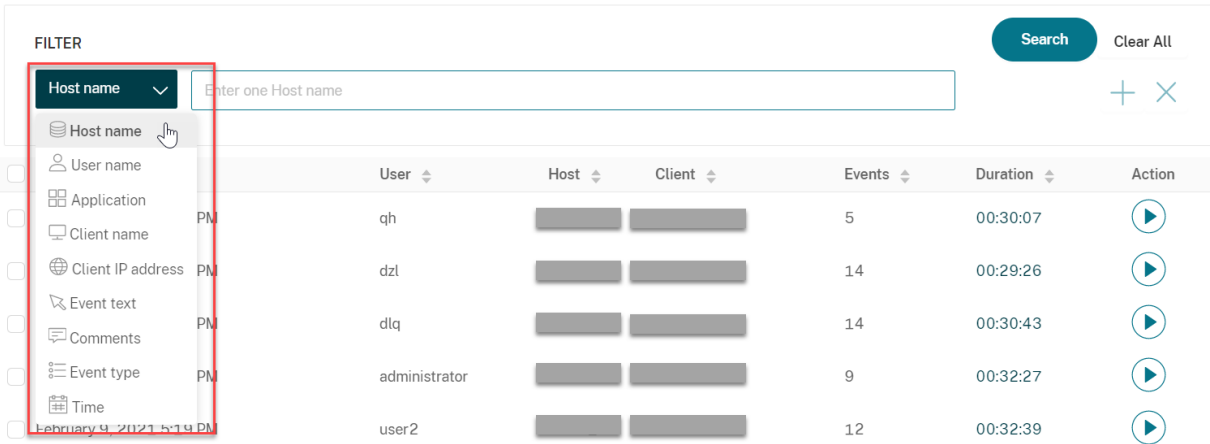 FILTER
Search
Clear All
Host name
Enter one Host name
Host name
User name
Application
Client name
Client IP address
Event text
Comments
Event type
Time
User Host Client Events Duration Action
PM qh 5 00:30:07
PM dzl 14 00:29:26
PM dlq 14 00:30:43
PM administrator 9 00:32:27
February 9, 2021 5:19 PM user2 12 00:32:39